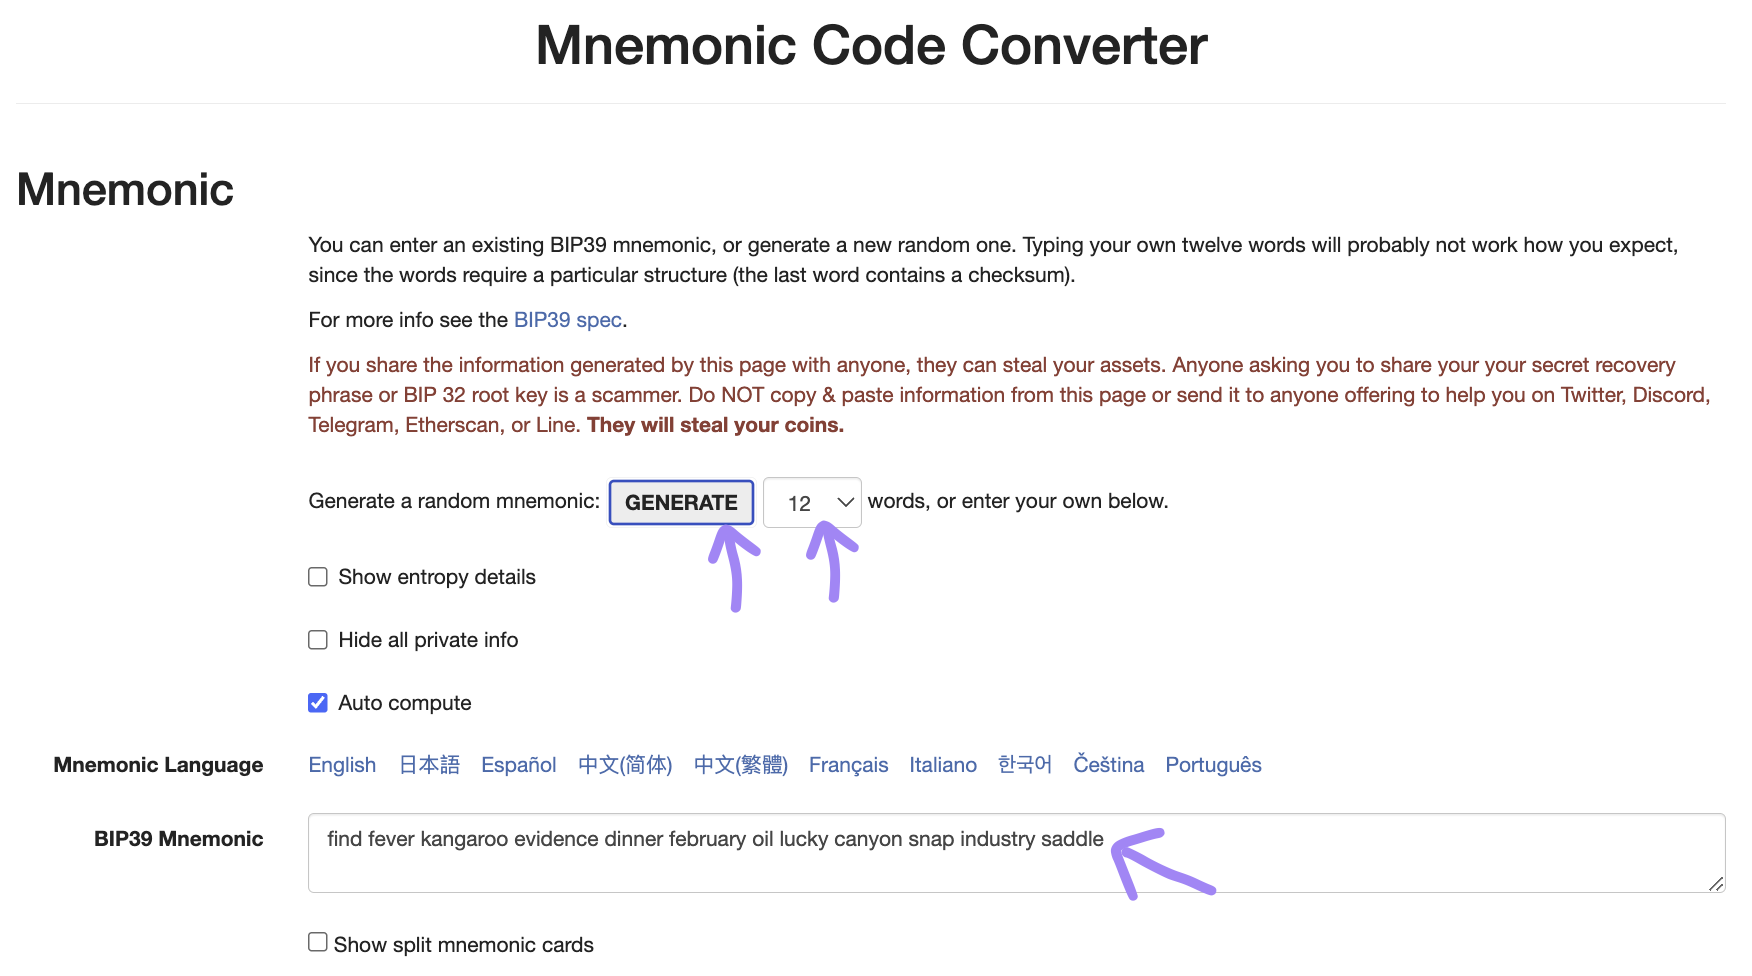 Mnemonic Code Converter
Mnemonic
You can enter an existing BIP39 mnemonic, or generate a new random one. Typing your own twelve words will probably not work how you expect,
since the words require a particular structure (the last word contains a checksum).
For more info see the BIP39 spec.
If you share the information generated by this page with anyone, they can steal your assets. Anyone asking you to share your your secret recovery
phrase or BIP 32 root key is a scammer. Do NOT copy & paste information from this page or send it to anyone offering to help you on Twitter, Discord,
Telegram, Etherscan, or Line. They will steal your coins.
Generate a random mnemonic: GENERATE 12 words, or enter your own below.
Show entropy details
Hide all private info
Auto compute
Mnemonic Language English 日本語 Español 中文(简体) 中文(繁體) Français Italiano 한국어 Čeština Português
BIP39 Mnemonic find fever kangaroo evidence dinner february oil lucky canyon snap industry saddle
Show split mnemonic cards